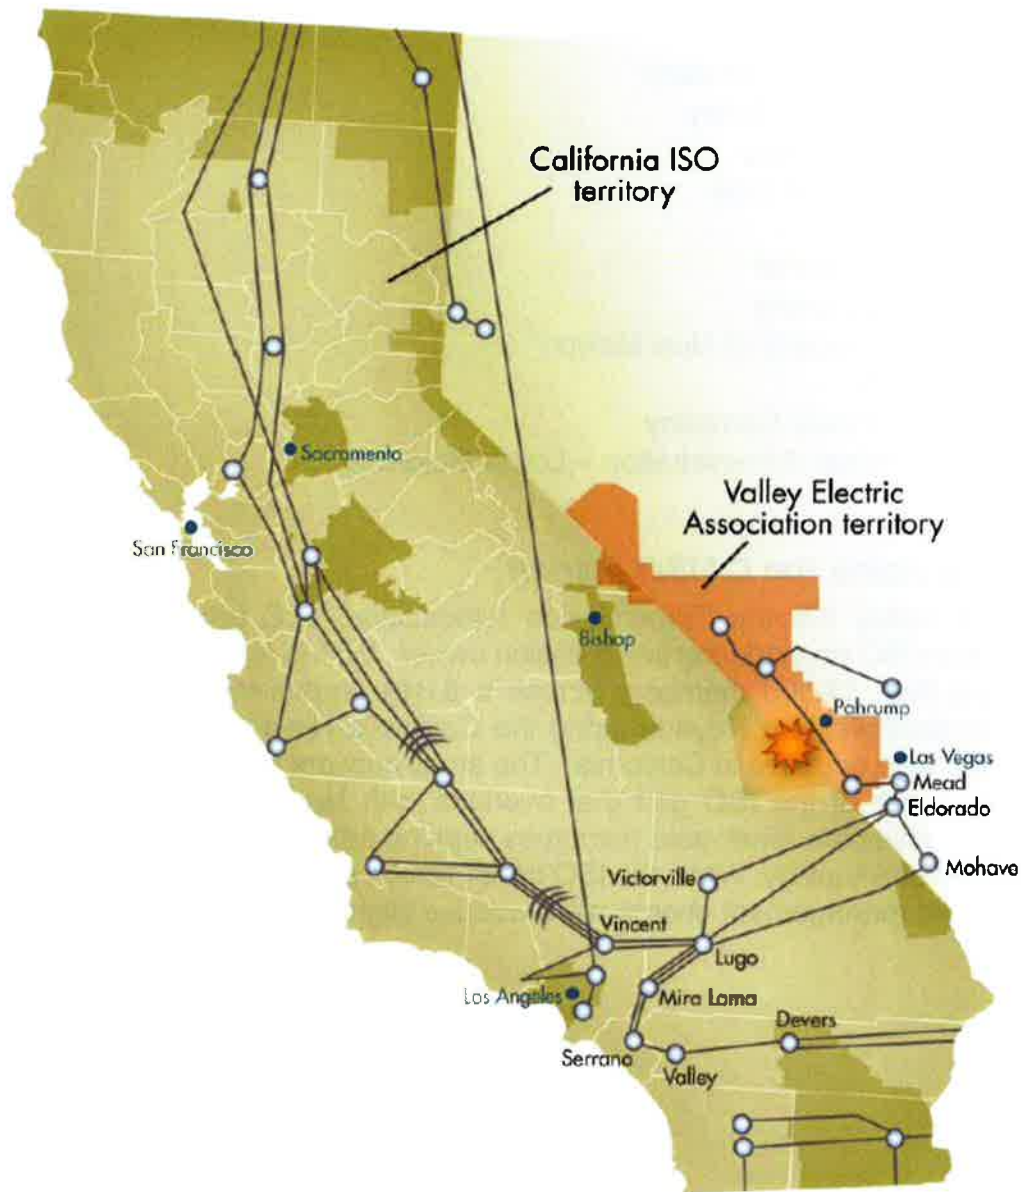 California ISO
territory
Sacramento
San Francisco
Valley Electric
Association territory
Bishop
Pahrump
Las Vegas
Mead
Eldorado
Mohave
Victorville
Vincent
Lugo
Los Angeles
Mira Loma
Devers
Serrano
Valley